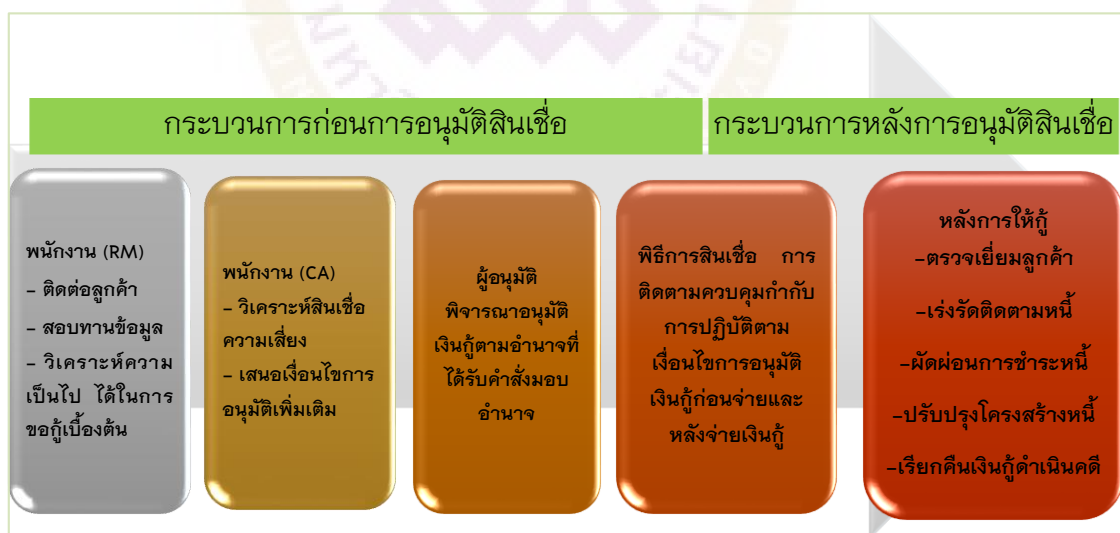 กระบวนการก่อนการอนุมัติสินเชื่อ
กระบวนการหลังการอนุมัติสินเชื่อ
พนักงาน (RM)
- ติดต่อลูกค้า
- สอบทานข้อมูล
- วิเคราะห์ความ
เป็นไป ได้ในการ
ขอกู้เบื้องต้น
พนักงาน (CA)
- วิเคราะห์สินเชื่อ
ความเสี่ยง
- เสนอเงื่อนไขการ
อนุมัติเพิ่มเติม
ผู้อนุมัติ
พิจารณาอนุมัติ
เงินกู้ตามอำนาจที่
ได้รับคำสั่งมอบ
อำนาจ
พิธีการสินเชื่อ การ
ติดตามควบคุมกำกับ
การปฏิบัติตาม
เงื่อนไขการอนุมัติ
เงินกู้ก่อนจ่ายและ
หลังจ่ายเงินกู้
หลังการให้กู้
-ตรวจเยี่ยมลูกค้า
-เร่งรัดติดตามหนี้
-ผัดผ่อนการชำระหนี้
-ปรับปรุงโครงสร้างหนี้
-เรียกคืนเงินกู้ดำเนินคดี